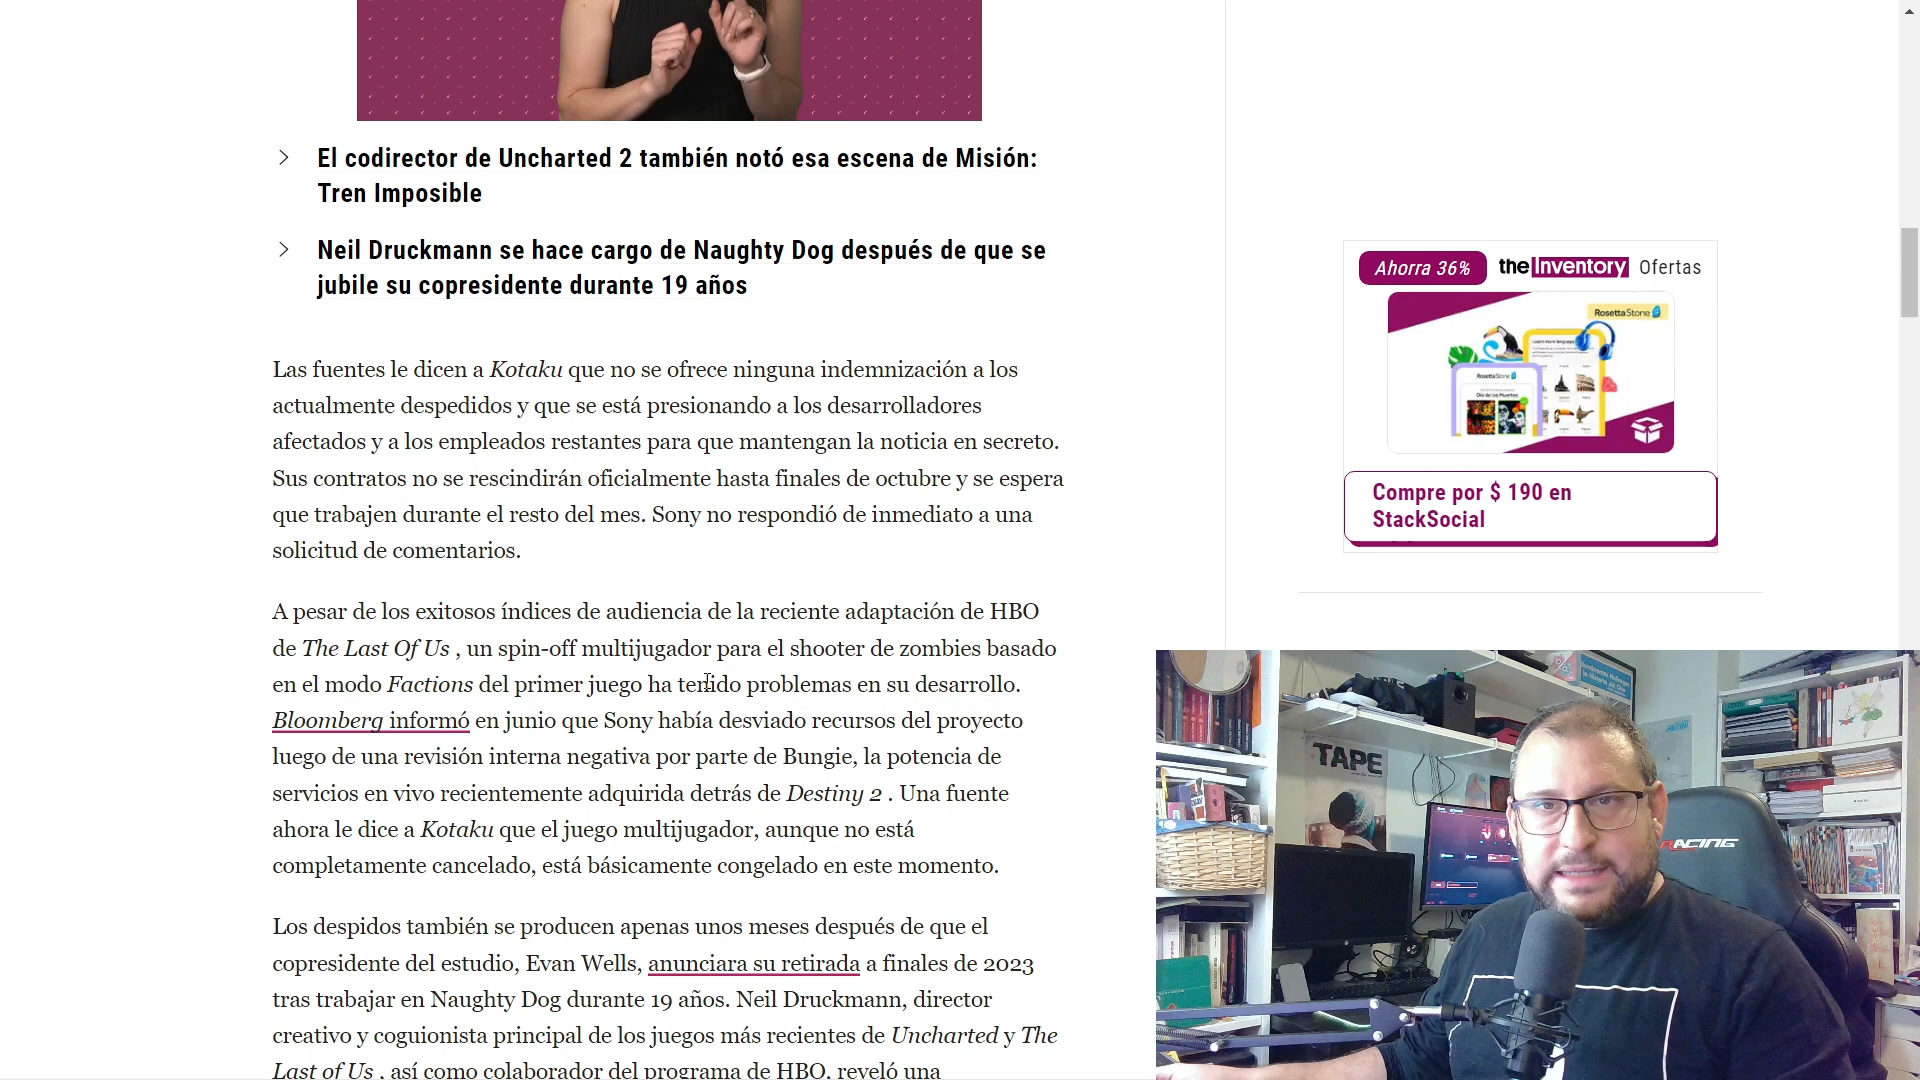 El codirector de Uncharted 2 también notó esa escena de Misión:
Tren Imposible
Neil Druckmann se hace cargo de Naughty Dog después de que se
jubile su copresidente durante 19 años
Las fuentes le dicen a Kotaku que no se ofrece ninguna indemnización a los
actualmente despedidos y que se está presionando a los desarrolladores
afectados y a los empleados restantes para que mantengan la noticia en secreto.
Sus contratos no se rescindirán oficialmente hasta finales de octubre y se espera
que trabajen durante el resto del mes. Sony no respondió de inmediato a una
solicitud de comentarios.
A pesar de los exitosos índices de audiencia de la reciente adaptación de HBO
de The Last Of Us , un spin-off multijugador para el shooter de zombies basado
en el modo Factions del primer juego ha tenido problemas en su desarrollo.
Bloomberg informó en junio que Sony había desviado recursos del proyecto
luego de una revisión interna negativa por parte de Bungie, la potencia de
servicios en vivo recientemente adquirida detrás de Destiny 2 . Una fuente
ahora le dice a Kotaku que el juego multijugador, aunque no está
completamente cancelado, está básicamente congelado en este momento.
Los despidos también se producen apenas unos meses después de que el
copresidente del estudio, Evan Wells, anunciara su retirada a finales de 2023
tras trabajar en Naughty Dog durante 19 años. Neil Druckmann, director
creativo y coguionista principal de los juegos más recientes de Uncharted y The
Last of Us , así como colaborador del programa de HBO, reveló una
Ahorra 36% theInventory Ofertas
RosettaStone
RosettaStone
Día de los Muertos
Compre por $ 190 en
StackSocial
TAPE
RACING